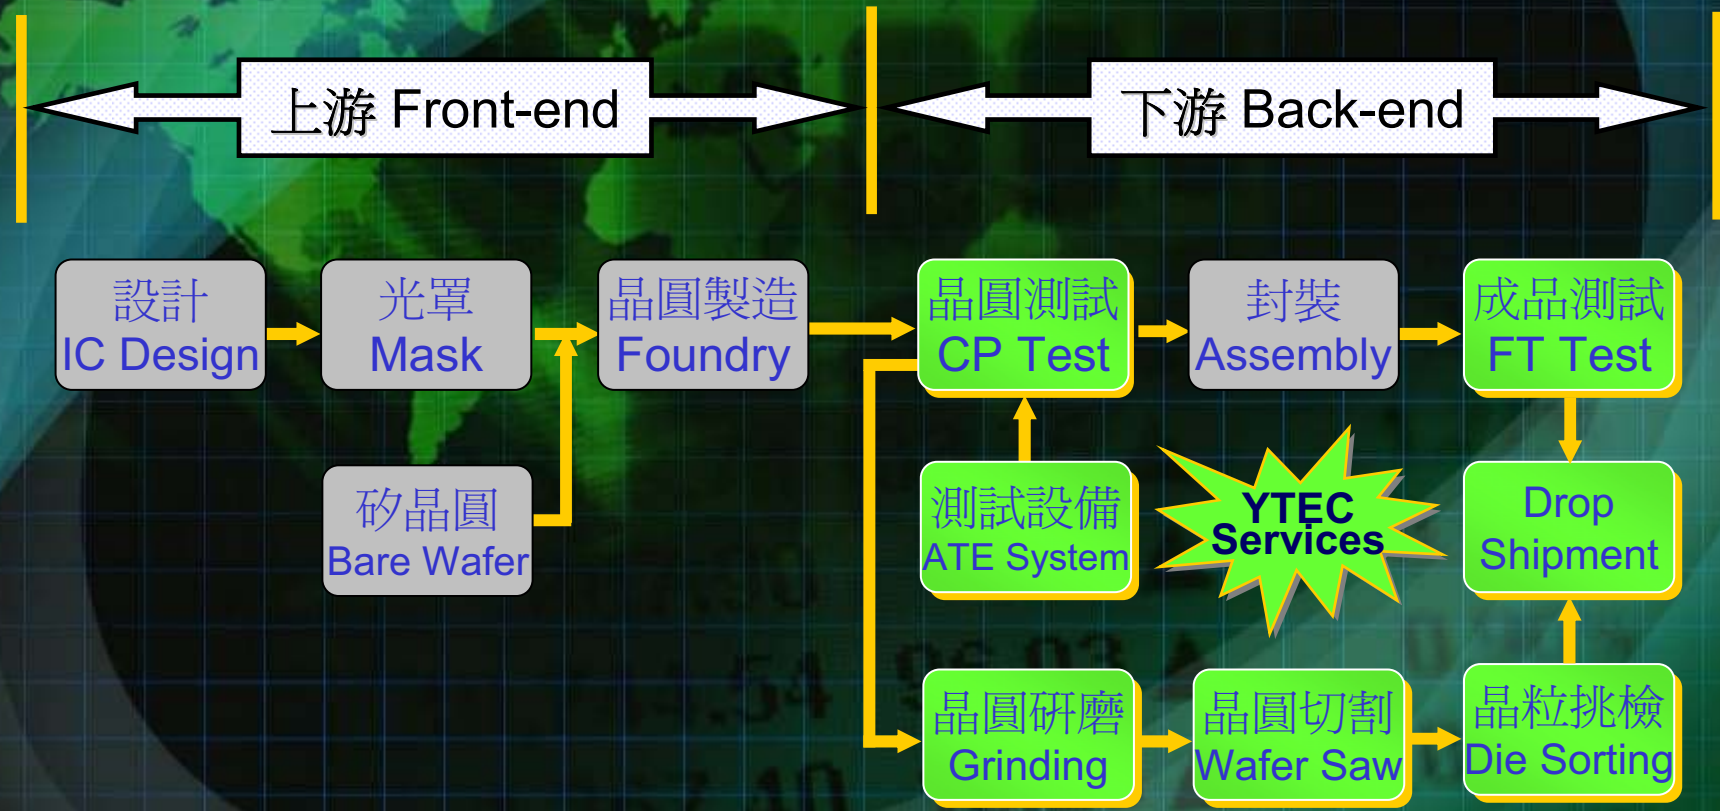 上游 Front-end
下游 Back-end
設計
IC Design
光罩
Mask
晶圓製造
Foundry
晶圓測試
CP Test
封裝
Assembly
成品測試
FT Test
矽晶圓
Bare Wafer
測試設備
ATE System
YTEC
Services
Drop
Shipment
晶圓研磨
Grinding
晶圓切割
Wafer Saw
晶粒挑檢
Die Sorting